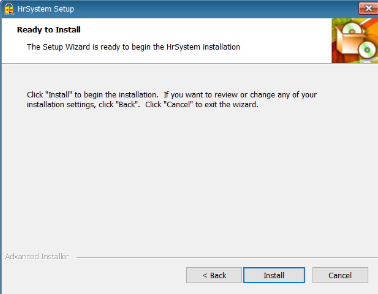 HrSystem Setup
Ready to Install
The Setup Wizard is ready to begin the HrSystem installation
Click "Install" to begin the installation. If you want to review or change any of your
installation settings, click "Back". Click "Cancel" to exit the wizard.
Advanced Installer
< Back Install Cancel